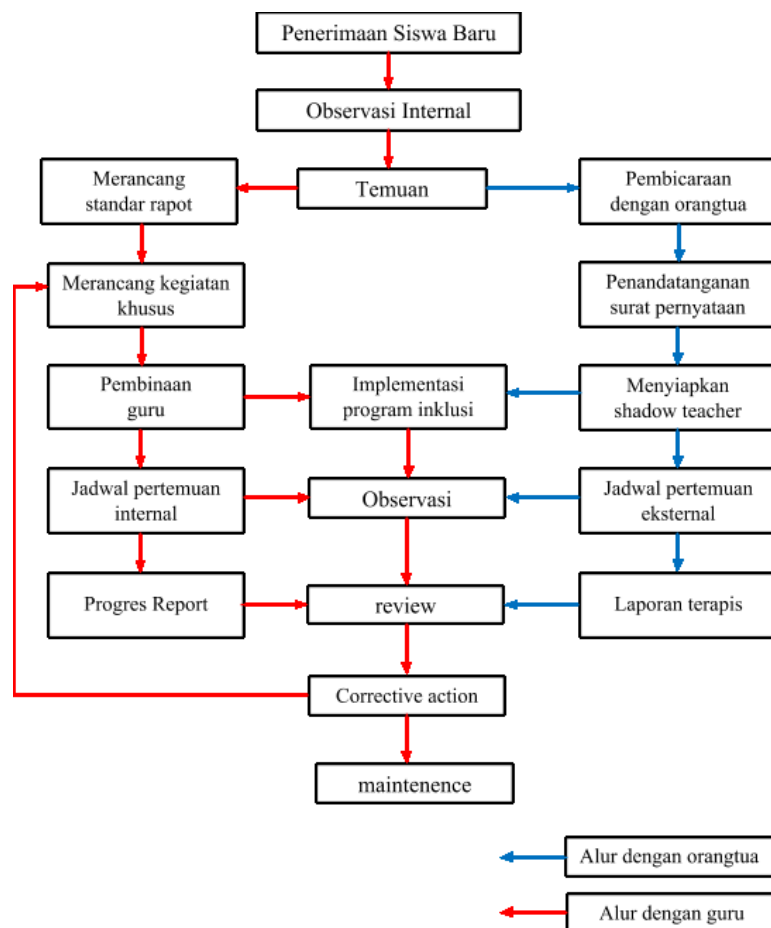 Penerimaan Siswa Baru
Observasi Internal
Merancang
standar rapot
Temuan
Pembicaraan
dengan orangtua
Merancang kegiatan
khusus
Penandatanganan
surat pernyataan
Pembinaan
guru
Implementasi
program inklusi
Menyiapkan
shadow teacher
Jadwal pertemuan
internal
Observasi
Jadwal pertemuan
eksternal
Progres Report
review
Laporan terapis
Corrective action
maintenence
Alur dengan orangtua
Alur dengan guru